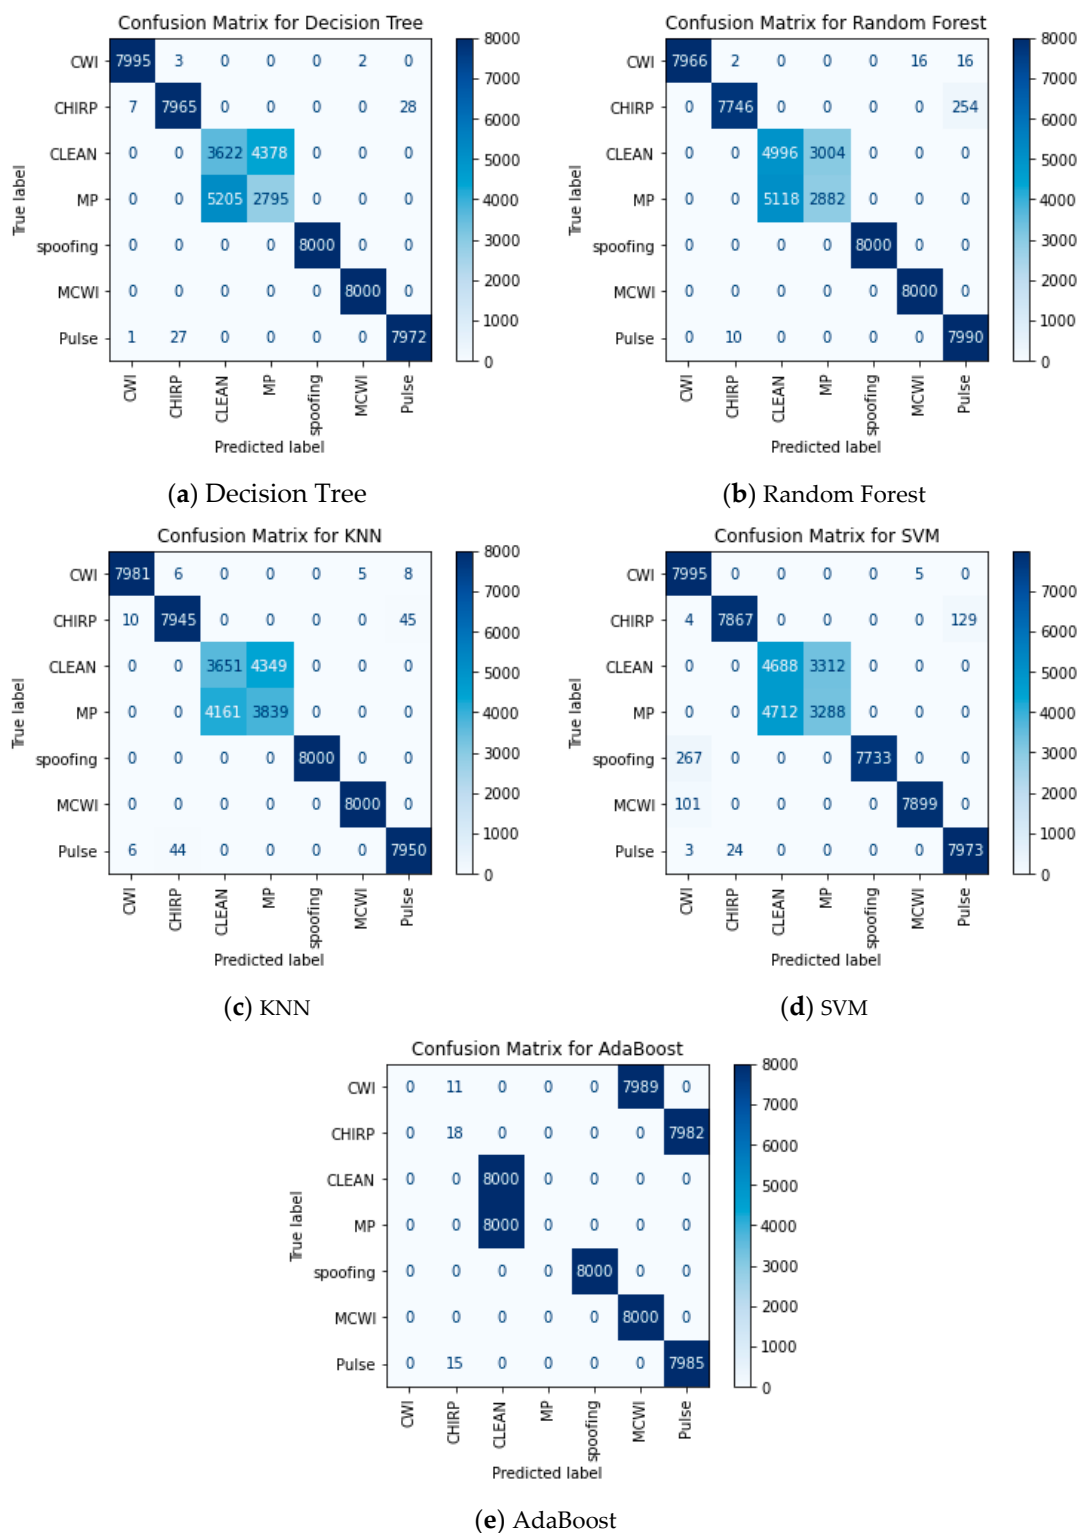 Confusion Matrix for Decision Tree
True label
CWI 7995 3 0 0 0 2 0
CHIRP 7 7965 0 0 0 0 28
CLEAN 0 0 3622 4378 0 0 0
MP 0 0 5205 2795 0 0 0
spoofing 0 0 0 0 8000 0 0
MCWI 0 0 0 0 0 8000 0
Pulse 1 27 0 0 0 0 7972
CWI CHIRP CLEAN MP spoofing MCWI Pulse
Predicted label
8000
7000
6000
5000
4000
3000
2000
1000
0
(a) Decision Tree
Confusion Matrix for Random Forest
True label
CWI 7966 2 0 0 0 16 16
CHIRP 0 7746 0 0 0 0 254
CLEAN 0 0 4996 3004 0 0 0
MP 0 0 5118 2882 0 0 0
spoofing 0 0 0 0 8000 0 0
MCWI 0 0 0 0 0 8000 0
Pulse 0 10 0 0 0 0 7990
CWI CHIRP CLEAN MP spoofing MCWI Pulse
Predicted label
8000
7000
6000
5000
4000
3000
2000
1000
0
(b) Random Forest
Confusion Matrix for KNN
True label
CWI 7981 6 0 0 0 5 8
CHIRP 10 7945 0 0 0 0 45
CLEAN 0 0 3651 4349 0 0 0
MP 0 0 4161 3839 0 0 0
spoofing 0 0 0 0 8000 0 0
MCWI 0 0 0 0 0 8000 0
Pulse 6 44 0 0 0 0 7950
CWI CHIRP CLEAN MP spoofing MCWI Pulse
Predicted label
8000
7000
6000
5000
4000
3000
2000
1000
0
(c) KNN
Confusion Matrix for SVM
True label
CWI 7995 0 0 0 0 5 0
CHIRP 4 7867 0 0 0 0 129
CLEAN 0 0 4688 3312 0 0 0
MP 0 0 4712 3288 0 0 0
spoofing 267 0 0 0 7733 0 0
MCWI 101 0 0 0 0 7899 0
Pulse 3 24 0 0 0 0 7973
CWI CHIRP CLEAN MP spoofing MCWI Pulse
Predicted label
7000
6000
5000
4000
3000
2000
1000
0
(d) SVM
Confusion Matrix for AdaBoost
True label
CWI 0 11 0 0 0 7989 0
CHIRP 0 18 0 0 0 0 7982
CLEAN 0 0 8000 0 0 0 0
MP 0 0 8000 0 0 0 0
spoofing 0 0 0 0 8000 0 0
MCWI 0 0 0 0 0 8000 0
Pulse 0 15 0 0 0 0 7985
CWI CHIRP CLEAN MP spoofing MCWI Pulse
Predicted label
8000
7000
6000
5000
4000
3000
2000
1000
0
(e) AdaBoost